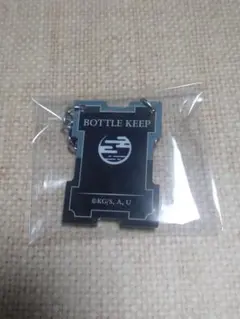 BOTTLE KEEP
©KG/S, A, U